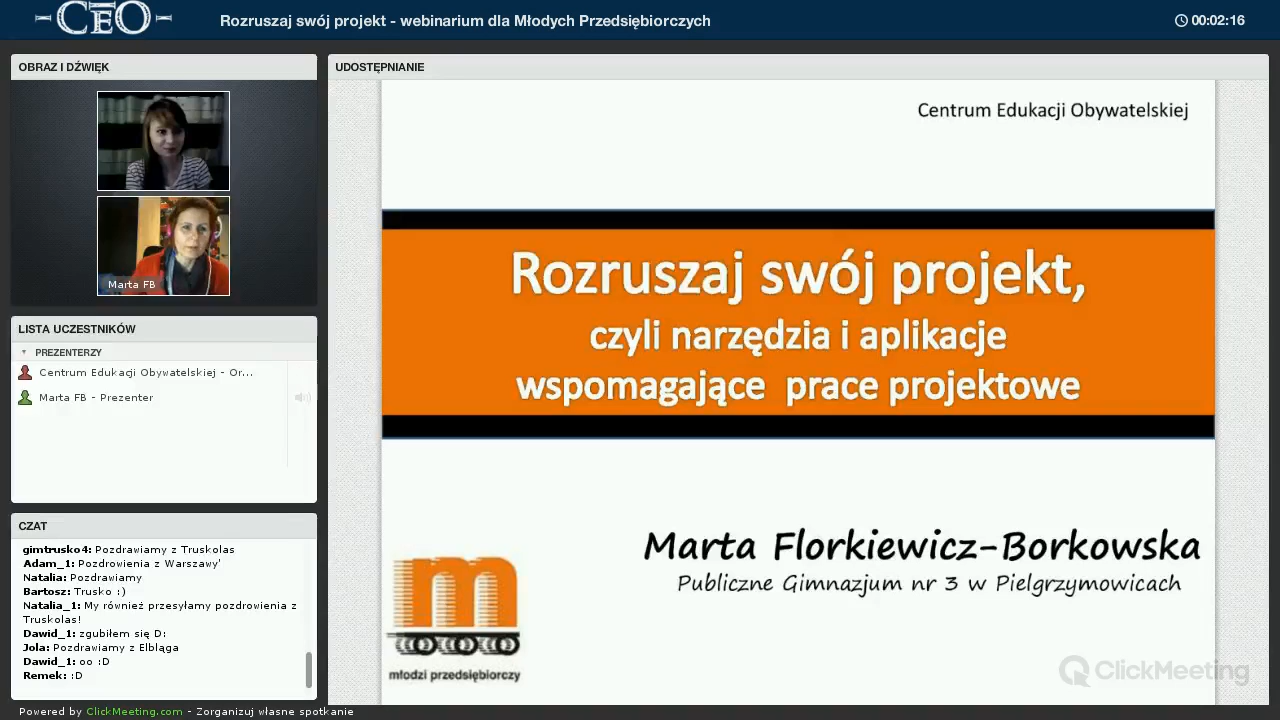 CEO
Rozruszaj swój projekt - webinarium dla Młodych Przedsiębiorczych
00:02:16
OBRAZ I DŹWIĘK
Marta FB
LISTA UCZESTNIKÓW
PREZENTERZY
Centrum Edukacji Obywatelskiej - Or...
Marta FB - Prezenter
CZAT
gimtrusko4: Pozdrawiamy z Truskolas
Adam_1: Pozdrowienia z Warszawy'
Natalia: Pozdrawiamy
Bartosz: Trusko :)
Natalia_1: My również przesyłamy pozdrowienia z
Truskolas!
Dawid_1: zgubiłem się D:
Jola: Pozdrawiamy z Elbląga
Dawid_1: oo :D
Remek: :D
Powered by ClickMeeting.com - Zorganizuj własne spotkanie
UDOSTĘPNIANIE
Centrum Edukacji Obywatelskiej
Rozruszaj swój projekt,
czyli narzędzia i aplikacje
wspomagające prace projektowe
Marta Florkiewicz-Borkowska
Publiczne Gimnazjum nr 3 w Pielgrzymowicach
m
młodzi przedsiębiorczy
ClickMeeting